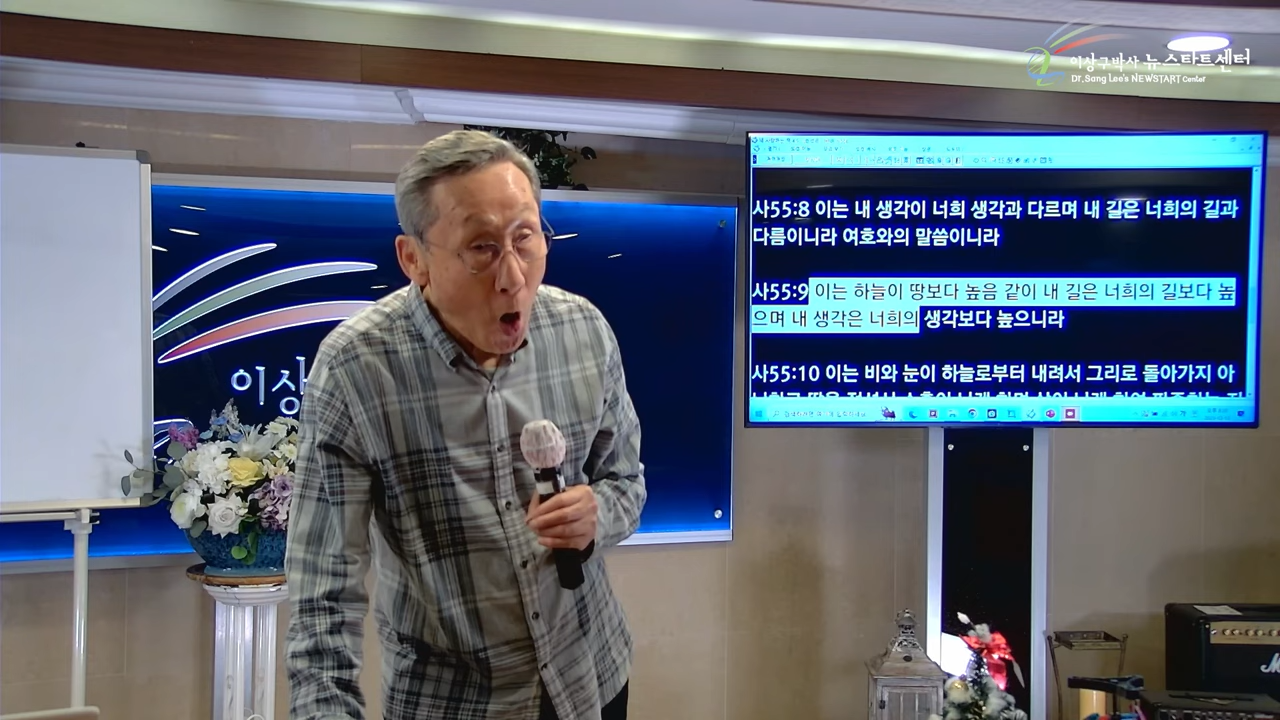 이상구박사 뉴스타트센터
Dr. Sang Lee's NEWSTART Center
사55:8 이는 내 생각이 너희 생각과 다르며 내 길은 너희의 길과
다름이니라 여호와의 말씀이니라
사55:9 이는 하늘이 땅보다 높음 같이 내 길은 너희의 길보다 높
으며 내 생각은 너희의 생각보다 높으니라
사55:10 이는 비와 눈이 하늘로부터 내려서 그리로 돌아가지 아
이상